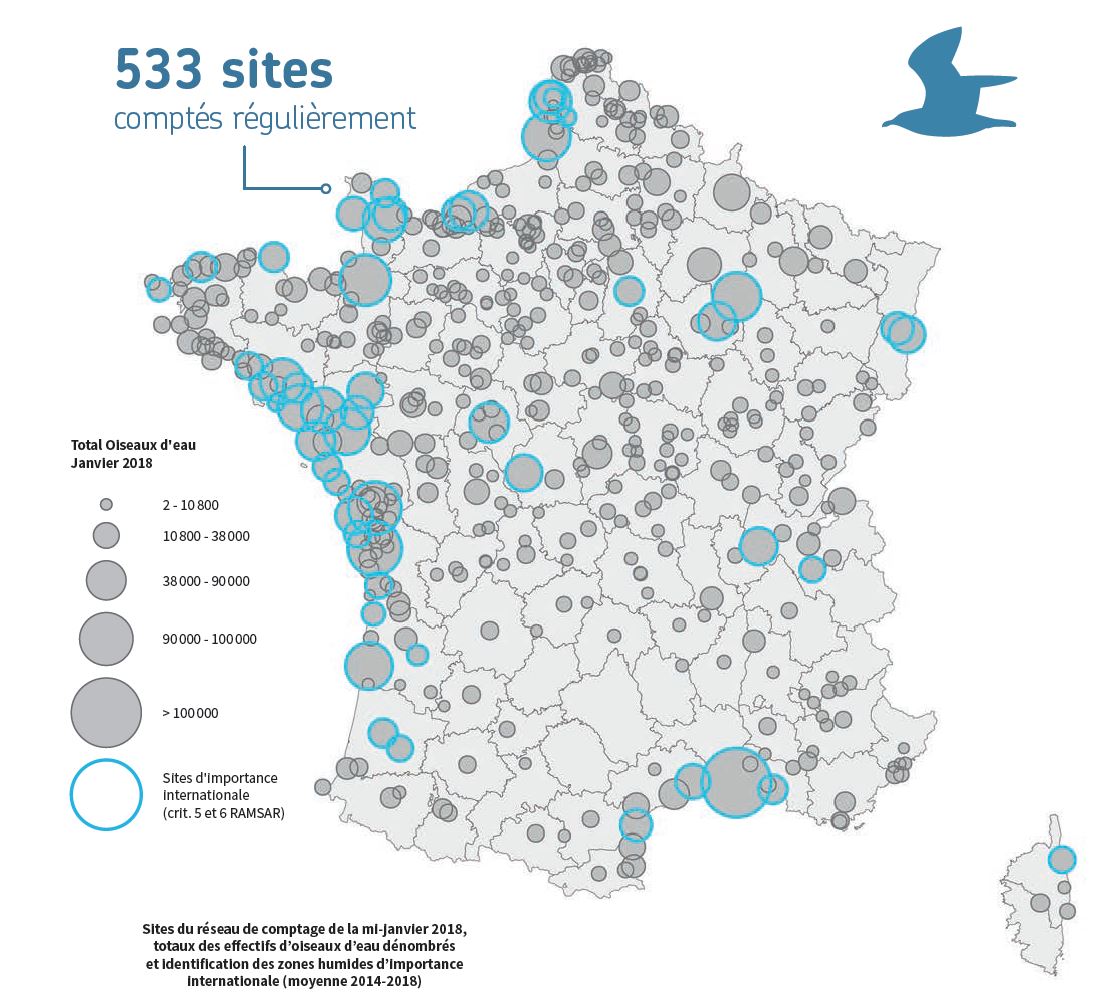 533 sites
comptés régulièrement
Total Oiseaux d'eau
Janvier 2018
2 - 10 800
10 800 - 38 000
38 000 - 90 000
90 000 - 100 000
> 100 000
Sites d'importance
internationale
(crit. 5 et 6 RAMSAR)
Sites du réseau de comptage de la mi-janvier 2018,
totaux des effectifs d'oiseaux d'eau dénombrés
et identification des zones humides d'importance
internationale (moyenne 2014-2018)